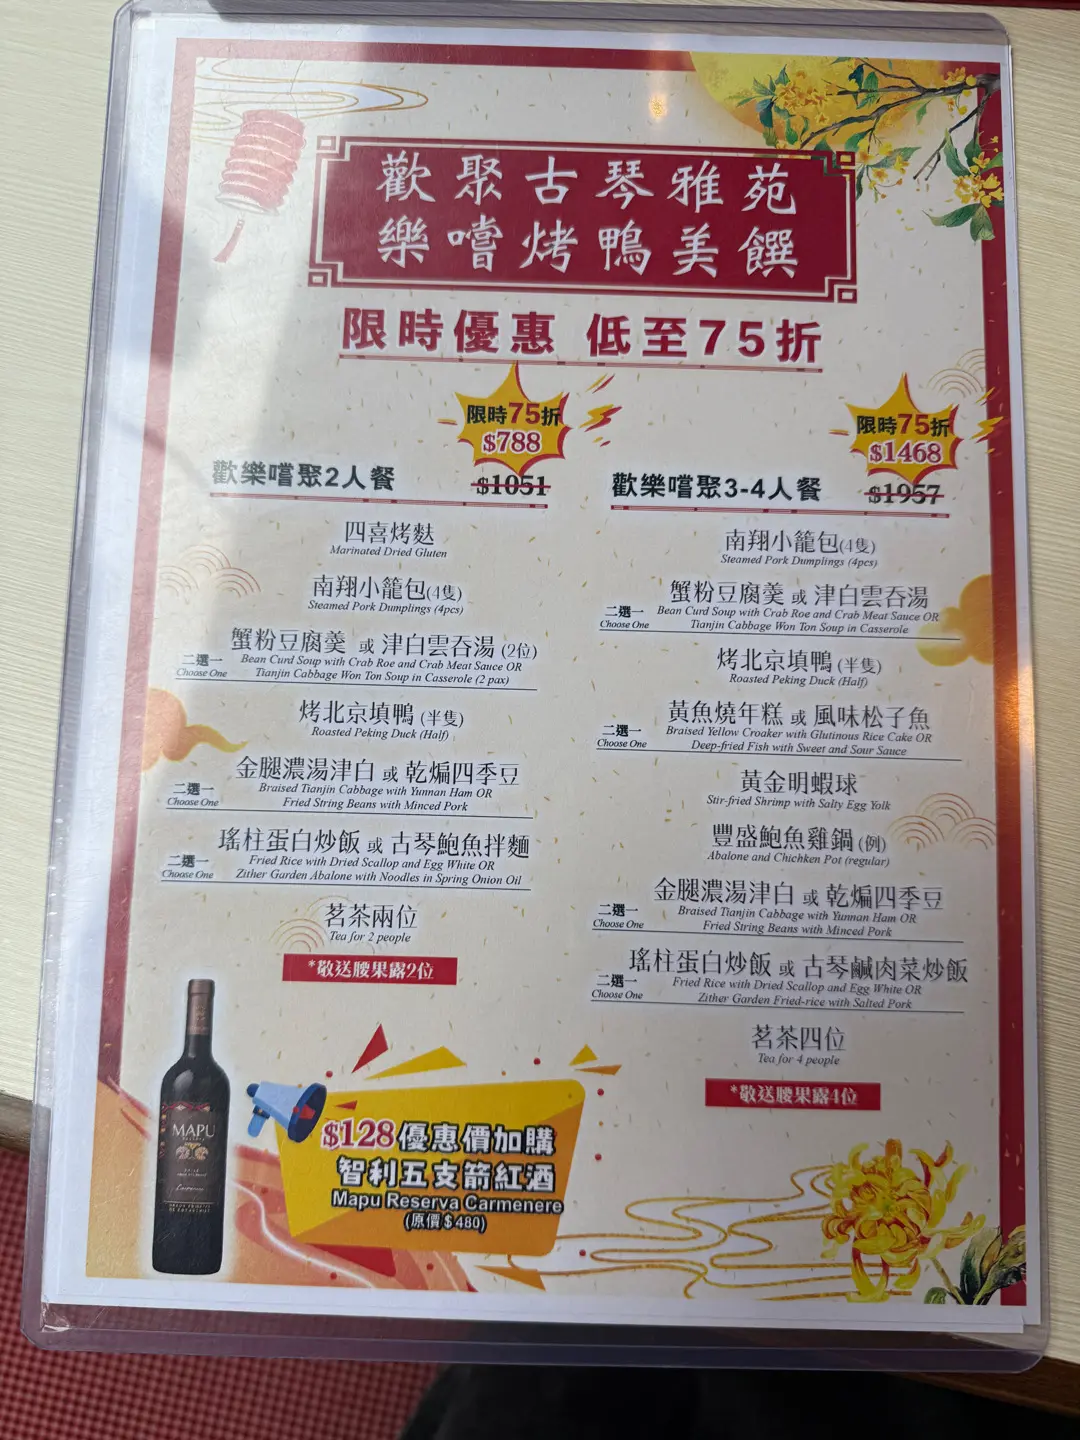 歡聚古琴雅苑
樂嚐烤鴨美饌
限時優惠 低至75折
限時75折
$788
歡樂嚐聚2人餐
$1051
四喜烤麩
Marinated Dried Gluten
南翔小籠包(4隻)
Steamed Pork Dumplings (4pcs)
蟹粉豆腐羹 或 津白雲吞湯 (2位)
二選一
Choose One
Bean Curd Soup with Crab Roe and Crab Meat Sauce OR
Tianjin Cabbage Won Ton Soup in Casserole (2 pax)
烤北京填鴨 (半隻)
Roasted Peking Duck (Half)
金腿濃湯津白 或 乾煸四季豆
二選一
Choose One
Braised Tianjin Cabbage with Yunnan Ham OR
Fried String Beans with Minced Pork
瑤柱蛋白炒飯 或 古琴鮑魚拌麵
二選一
Choose One
Fried Rice with Dried Scallop and Egg White OR
Zither Garden Abalone with Noodles in Spring Onion Oil
茗茶兩位
Tea for 2 people
*敬送腰果露2位
限時75折
$1468
歡樂嚐聚3-4人餐
$1957
南翔小籠包(4隻)
Steamed Pork Dumplings (4pcs)
蟹粉豆腐羹 或 津白雲吞湯
二選一
Choose One
Bean Curd Soup with Crab Roe and Crab Meat Sauce OR
Tianjin Cabbage Won Ton Soup in Casserole
烤北京填鴨 (半隻)
Roasted Peking Duck (Half)
黃魚燒年糕 或 風味松子魚
二選一
Choose One
Braised Yellow Croaker with Glutinous Rice Cake OR
Deep-fried Fish with Sweet and Sour Sauce
黃金明蝦球
Stir-fried Shrimp with Salty Egg Yolk
豐盛鮑魚雞鍋 (例)
Abalone and Chichken Pot (regular)
金腿濃湯津白 或 乾煸四季豆
二選一
Choose One
Braised Tianjin Cabbage with Yunnan Ham OR
Fried String Beans with Minced Pork
瑤柱蛋白炒飯 或 古琴鹹肉菜炒飯
二選一
Choose One
Fried Rice with Dried Scallop and Egg White OR
Zither Garden Fried-rice with Salted Pork
茗茶四位
Tea for 4 people
*敬送腰果露4位
MAPU
$128優惠價加購
智利五支箭紅酒
Mapu Reserva Carmenere
(原價$480)